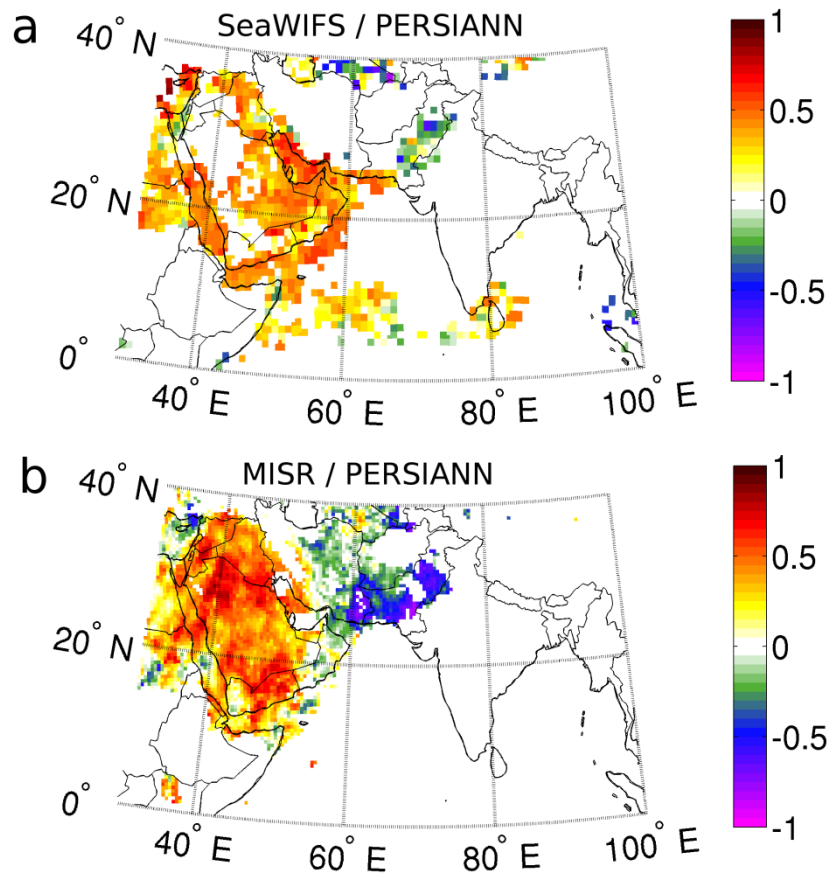 a
SeaWIFS / PERSIANN
40° N
20° N
0°
40° E
60° E
80° E
100° E
1
0.5
0
-0.5
-1
b
MISR / PERSIANN
40° N
20° N
0°
40° E
60° E
80° E
100° E
1
0.5
0
-0.5
-1